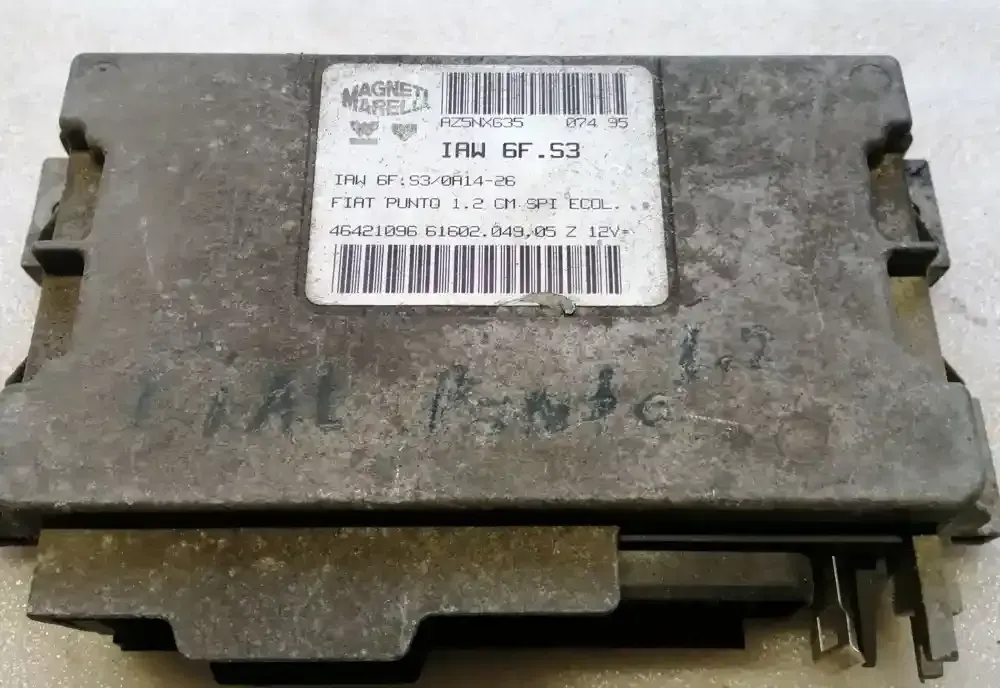 MAGNETI
MARELLI
AZ5NX635 074 95
IAW 6F.S3
IAW 6F.S3/0A14-26
FIAT PUNTO 1.2 CM SPI ECOL.
46421096 61602.049,05 Z 12V=
Fiat Punto 1.2